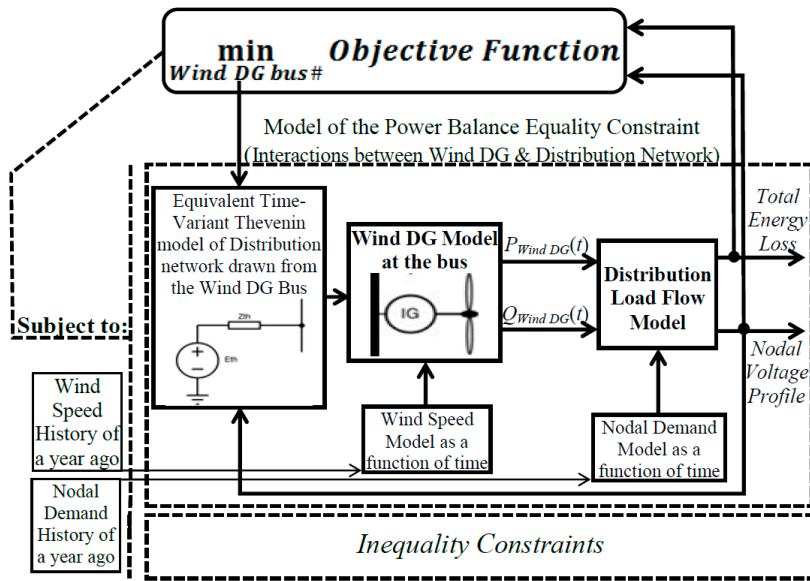 min Objective Function
Wind DG bus#
Model of the Power Balance Equality Constraint
(Interactions between Wind DG & Distribution Network)
Equivalent Time-
Variant Thevenin
model of Distribution
network drawn from
the Wind DG Bus
Zth
Eth
Wind DG Model
at the bus
IG
P Wind DG(t)
Q Wind DG(t)
Distribution
Load Flow
Model
Total
Energy
Loss
Nodal
Voltage
Profile
Subject to:
Wind
Speed
History of
a year ago
Nodal
Demand
History of
a year ago
Wind Speed
Model as a
function of time
Nodal Demand
Model as a
function of time
Inequality Constraints